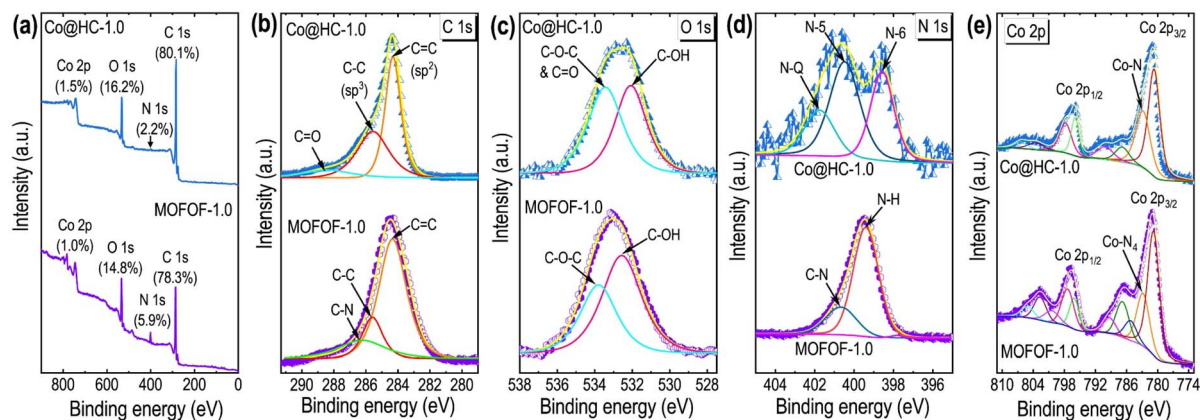 (a)
Co@HC-1.0
C 1s
(80.1%)
Co 2p
(1.5%)
O 1s
(16.2%)
N 1s
(2.2%)
MOFOF-1.0
Co 2p
(1.0%)
O 1s
(14.8%)
N 1s
(5.9%)
C 1s
(78.3%)
Intensity (a.u.)
900 600 400 200 0
Binding energy (eV)
(b)
C 1s
Co@HC-1.0
C=C
(sp²)
C-C
(sp³)
C=O
MOFOF-1.0
C=C
C-C
C-N
Intensity (a.u.)
290 288 286 284 282 280 278
Binding energy (eV)
(c)
Co@HC-1.0
O 1s
C-O-C
& C=O
C-OH
MOFOF-1.0
C-O-C
C-OH
Intensity (a.u.)
538 536 534 532 530 528
Binding energy (eV)
(d)
N 1s
N-5
N-6
N-Q
Co@HC-1.0
N-H
C-N
MOFOF-1.0
Intensity (a.u.)
404 402 400 398 396
Binding energy (eV)
(e)
Co 2p
Co 2p3/2
Co-N
Co 2p1/2
Co@HC-1.0
Co 2p3/2
Co-N₄
Co 2p1/2
MOFOF-1.0
Intensity (a.u.)
810 804 798 792 786 780 774
Binding energy (eV)